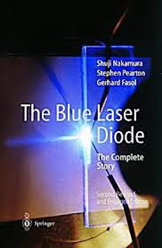 Shuji Nakamura
Stephen Pearton
Gerhard Fasol
The Blue Laser
Diode
The Complete
Story
Second Revised
and Enlarged Edition
Springer